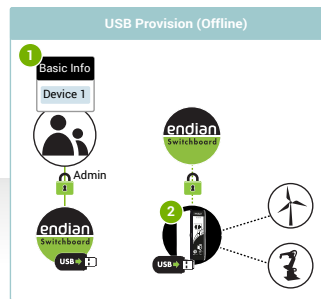 USB Provision (Offline)
1
Basic Info
Device 1
Admin
endian
Switchboard
USB
endian
Switchboard
2
USB